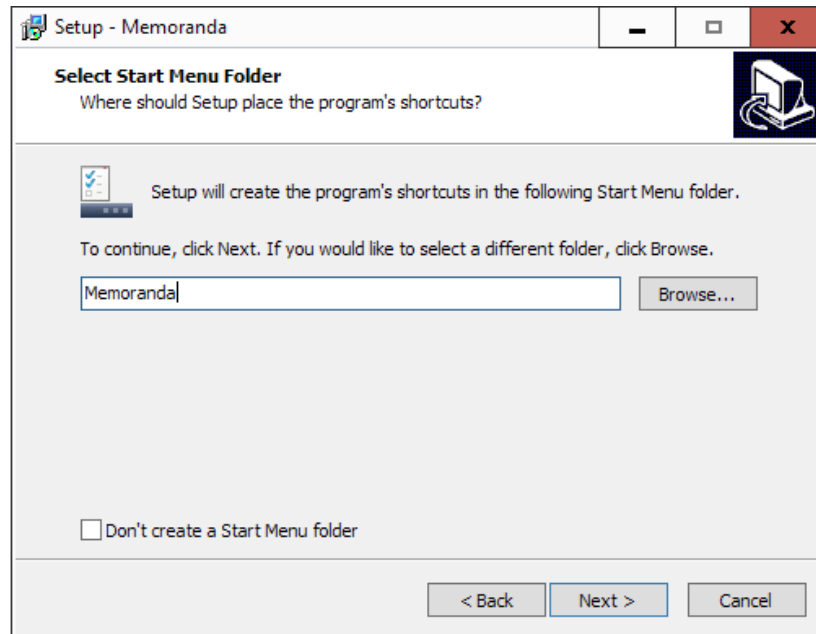 Setup - Memoranda
Select Start Menu Folder
Where should Setup place the program's shortcuts?
Setup will create the program's shortcuts in the following Start Menu folder.
To continue, click Next. If you would like to select a different folder, click Browse.
Memoranda
Browse...
Don't create a Start Menu folder
< Back
Next >
Cancel